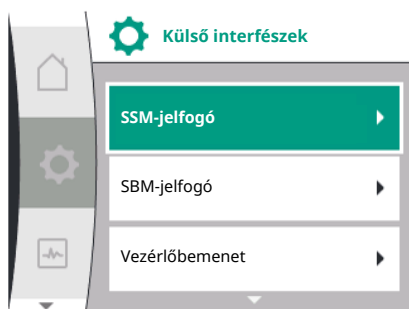 Külső interfészek
SSM-jelfogó
SBM-jelfogó
Vezérlőbemenet